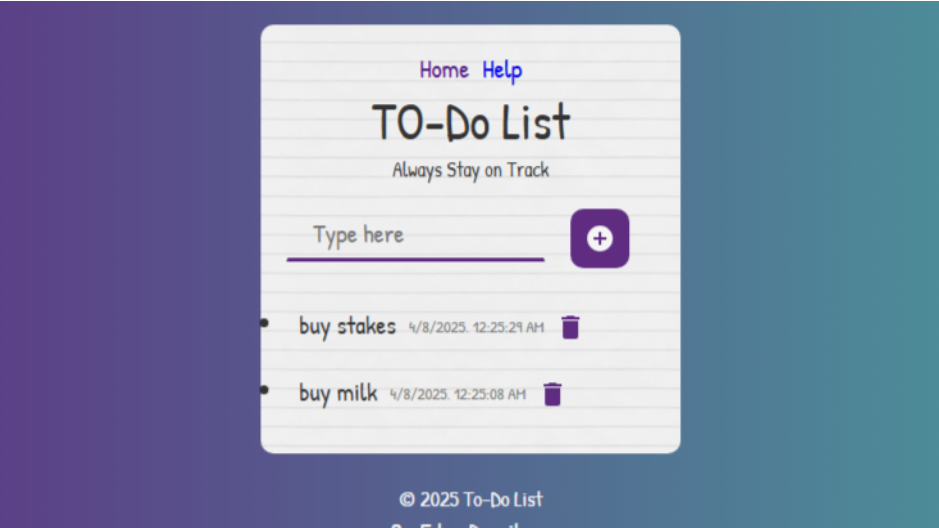 Home Help
TO-Do List
Always Stay on Track
Type here
buy stakes 4/8/2025, 12:25:29 AM
buy milk 4/8/2025, 12:25:08 AM
© 2025 To-Do List